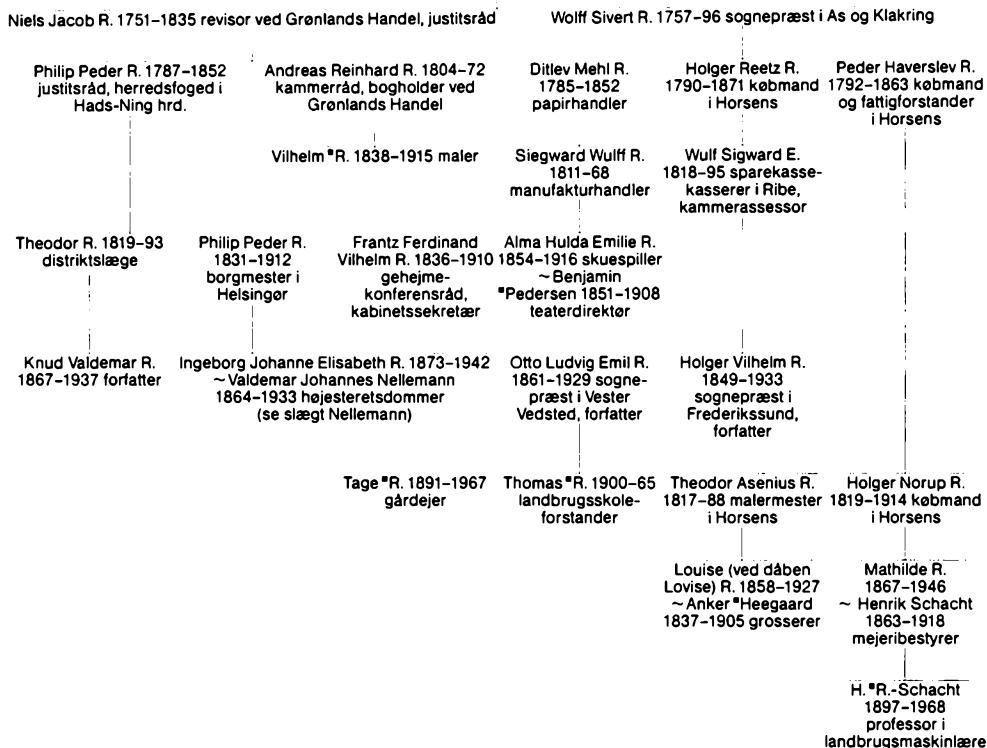 Niels Jacob R. 1751–1835 revisor ved Grønlands Handel, justitsråd
Wolff Sivert R. 1757–96 sognepræst i As og Klakring
Philip Peder R. 1787–1852
justitsråd, herredsfoged i
Hads-Ning hrd.
Andreas Reinhard R. 1804–72
kammerråd, bogholder ved
Grønlands Handel
Ditlev Mehl R.
1785–1852
papirhandler
Holger Reetz R.
1790–1871 købmand
i Horsens
Peder Haverslev R.
1792–1863 købmand
og fattigforstander
i Horsens
Vilhelm *R. 1838–1915 maler
Siegward Wulff R.
1811–68
manufakturhandler
Wulf Sigward E.
1818–95 sparekasse-
kasserer i Ribe,
kammerassessor
Theodor R. 1819–93
distriktslæge
Philip Peder R.
1831–1912
borgmester i
Helsingør
Frantz Ferdinand
Vilhelm R. 1836–1910
gehejme-
konferensråd,
kabinetssekretær
Alma Hulda Emilie R.
1854–1916 skuespiller
~ Benjamin
*Pedersen 1851–1908
teaterdirektør
Knud Valdemar R.
1867–1937 forfatter
Ingeborg Johanne Elisabeth R. 1873–1942
~ Valdemar Johannes Nellemann
1864–1933 højesteretsdommer
(se slægt Nellemann)
Otto Ludvig Emil R.
1861–1929 sogne-
præst i Vester
Vedsted, forfatter
Holger Vilhelm R.
1849–1933
sognepræst i
Frederikssund,
forfatter
Tage *R. 1891–1967
gårdejer
Thomas *R. 1900–65
landbrugsskole-
forstander
Theodor Asenius R.
1817–88 malermester
i Horsens
Holger Norup R.
1819–1914 købmand
i Horsens
Louise (ved dåben
Lovise) R. 1858–1927
~ Anker *Heegaard
1837–1905 grosserer
Mathilde R.
1867–1946
~ Henrik Schacht
1863–1918
mejeribestyrer
H. *R.-Schacht
1897–1968
professor i
landbrugsmaskinlære